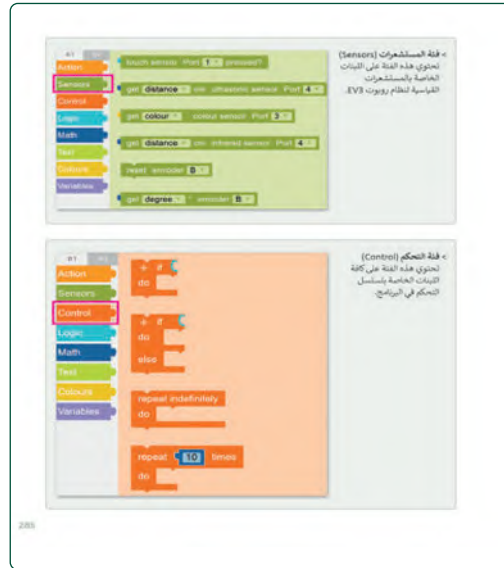 > فئة المستشعرات (Sensors)
تحتوي هذه الفئة على اللبنات
الخاصة بالمستشعرات
القياسية لنظام روبوت EV3.
Action
Sensors
Control
Logic
Math
Text
Colours
Variables
touch sensor Port 1 pressed?
get distance cm ultrasonic sensor Port 4
get colour colour sensor Port 3
get distance cm infrared sensor Port 4
reset encoder B
get degree ° encoder B
> فئة التحكم (Control)
تحتوي هذه الفئة على كافة
اللبنات الخاصة بتسلسل
التحكم في البرنامج.
Action
Sensors
Control
Logic
Math
Text
Colours
Variables
+ if
do
+ if
do
else
repeat indefinitely
do
repeat 10 times
do
285